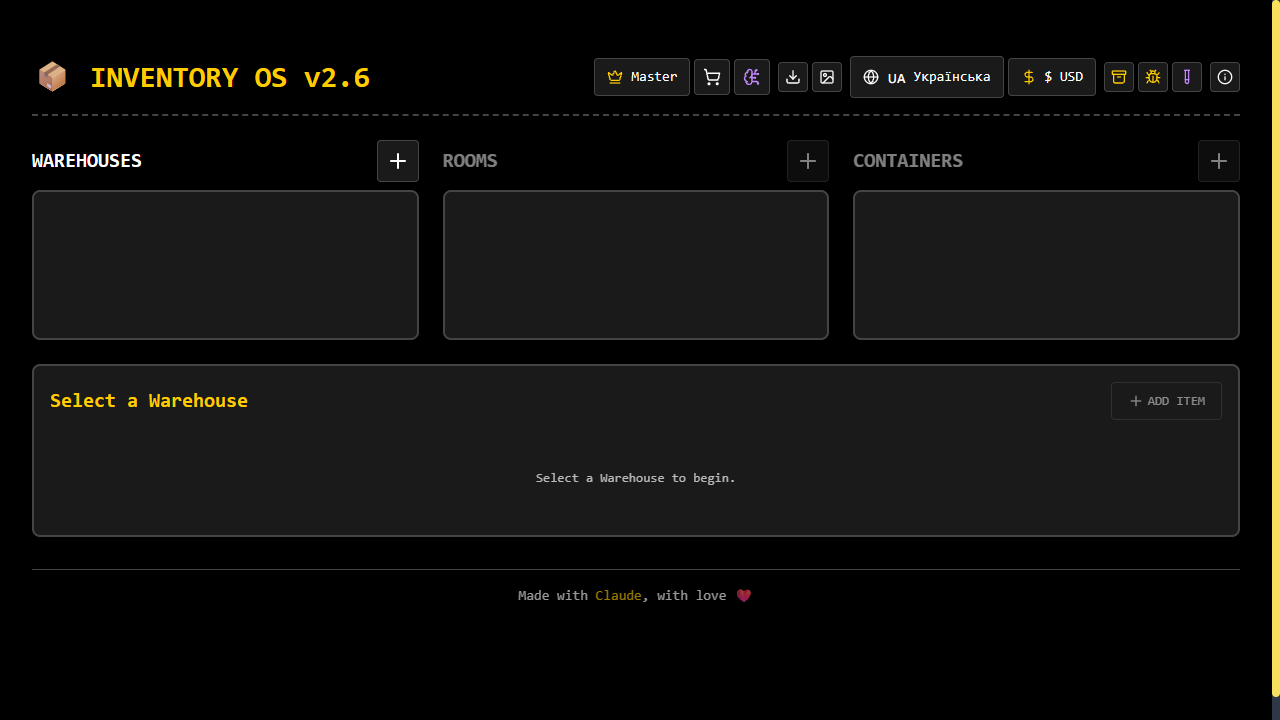 INVENTORY OS v2.6
Master
UA Українська
$ USD
WAREHOUSES
ROOMS
CONTAINERS
Select a Warehouse
ADD ITEM
Select a Warehouse to begin.
Made with Claude, with love